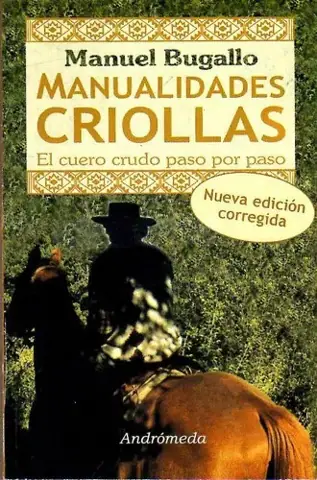 Manuel Bugallo
MANUALIDADES
CRIOLLAS
El cuero crudo paso por paso
Nueva edición
corregida
Andrómeda